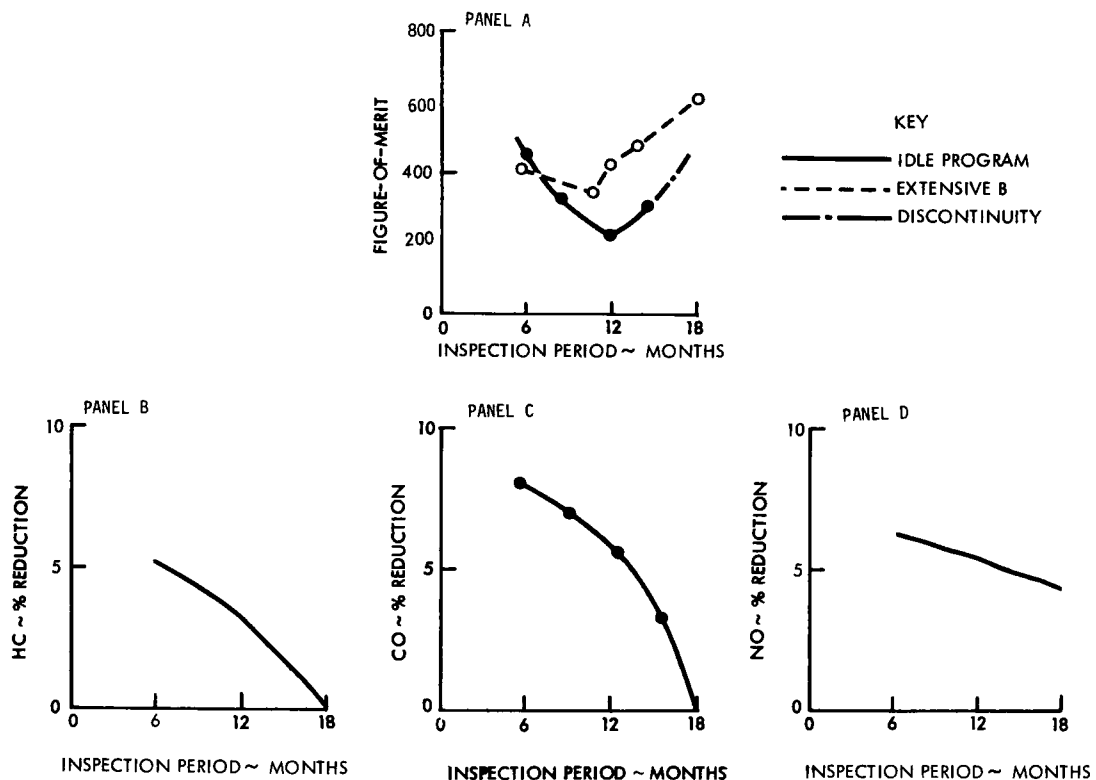 PANEL A
800
600
400
200
0
FIGURE-OF-MERIT
0 6 12 18
INSPECTION PERIOD ~ MONTHS
KEY
IDLE PROGRAM
EXTENSIVE B
DISCONTINUITY
PANEL B
10
5
0
HC ~ % REDUCTION
0 6 12 18
INSPECTION PERIOD ~ MONTHS
PANEL C
10
5
0
CO ~ % REDUCTION
0 6 12 18
INSPECTION PERIOD ~ MONTHS
PANEL D
10
5
0
NO ~ % REDUCTION
0 6 12 18
INSPECTION PERIOD ~ MONTHS